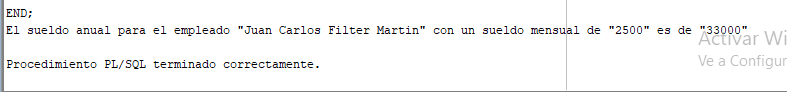 END;
El sueldo anual para el empleado "Juan Carlos Filter Martin" con un sueldo mensual de "2500" es de "33000"
Activar Wi
Ve a Configur
Procedimiento PL/SQL terminado correctamente.